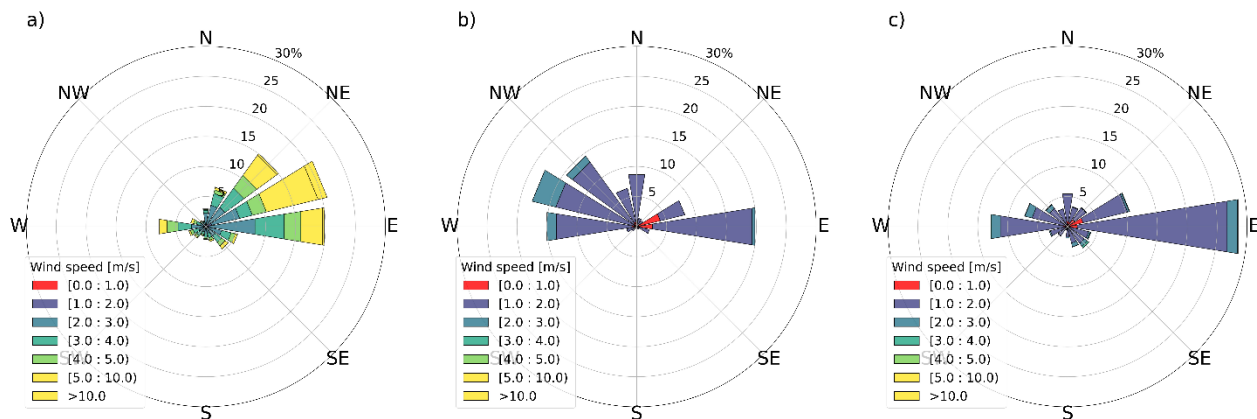 a)
N
30%
25
20
15
10
5
NE
E
SE
S
SW
W
NW
Wind speed [m/s]
[0.0 : 1.0)
[1.0 : 2.0)
[2.0 : 3.0)
[3.0 : 4.0)
[4.0 : 5.0)
[5.0 : 10.0)
>10.0
b)
N
30%
25
20
15
10
5
NE
E
SE
S
SW
W
NW
Wind speed [m/s]
[0.0 : 1.0)
[1.0 : 2.0)
[2.0 : 3.0)
[3.0 : 4.0)
[4.0 : 5.0)
[5.0 : 10.0)
>10.0
c)
N
30%
25
20
15
10
5
NE
E
SE
S
SW
W
NW
Wind speed [m/s]
[0.0 : 1.0)
[1.0 : 2.0)
[2.0 : 3.0)
[3.0 : 4.0)
[4.0 : 5.0)
[5.0 : 10.0)
>10.0